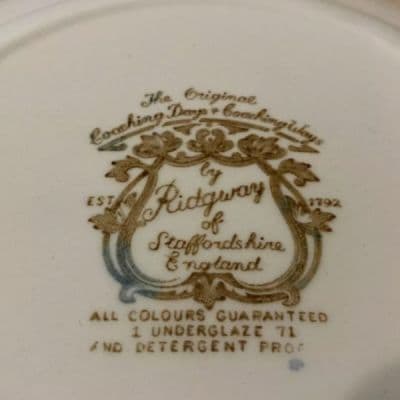 The Original
Coaching Days & Coaching Ways
by
EST. 1792
Ridgway
of
Staffordshire
England
ALL COLOURS GUARANTEED
1 UNDERGLAZE 71
AND DETERGENT